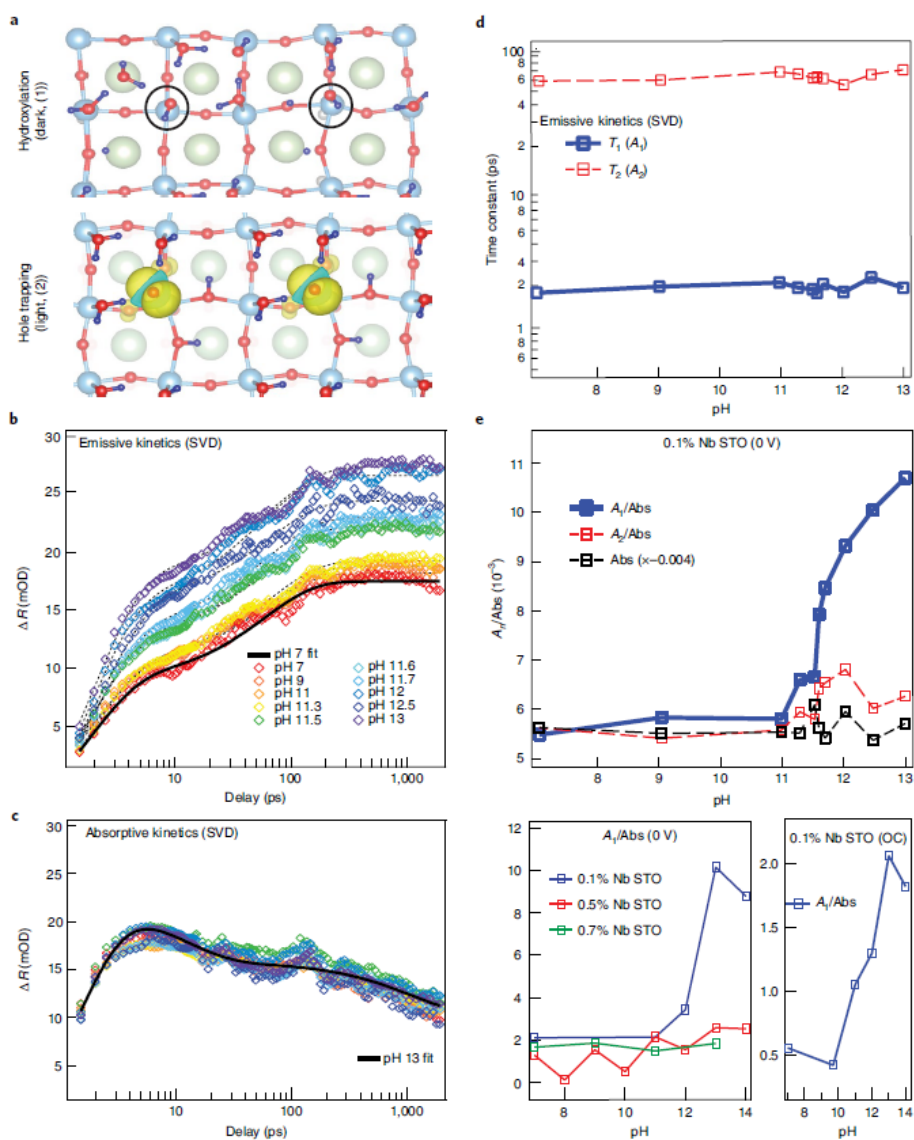 a
Hydroxylation
(dark, (1))
Hole trapping
(light, (2))
b
30
25
20
15
10
5
Δ R (mOD)
Emissive kinetics (SVD)
pH 7 fit
pH 7
pH 9
pH 11
pH 11.3
pH 11.5
pH 11.6
pH 11.7
pH 12
pH 12.5
pH 13
10
100
1,000
Delay (ps)
c
30
25
20
15
10
5
Δ R (mOD)
Absorptive kinetics (SVD)
pH 13 fit
10
100
1,000
Delay (ps)
d
100
8
6
4
2
10
8
6
4
2
1
8
6
Time constant (ps)
Emissive kinetics (SVD)
T1 (A1)
T2 (A2)
8
9
10
11
12
13
pH
e
0.1% Nb STO (0 V)
11
10
9
8
7
6
5
An/Abs (10−3)
A1/Abs
A2/Abs
Abs (×−0.004)
8
9
10
11
12
13
pH
12
10
8
6
4
2
0
A1/Abs (0 V)
0.1% Nb STO
0.5% Nb STO
0.7% Nb STO
8
10
12
14
pH
0.1% Nb STO (OC)
2.0
1.5
1.0
0.5
A1/Abs
8
10
12
14
pH